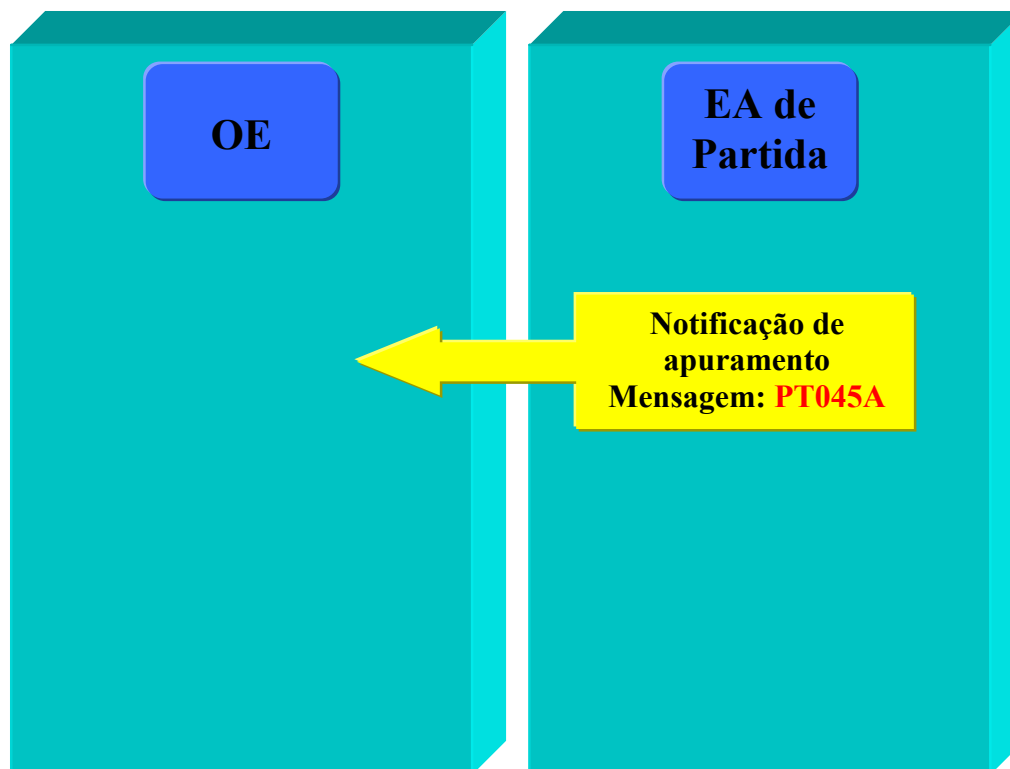 OE
EA de
Partida
Notificação de
apuramento
Mensagem: PT045A